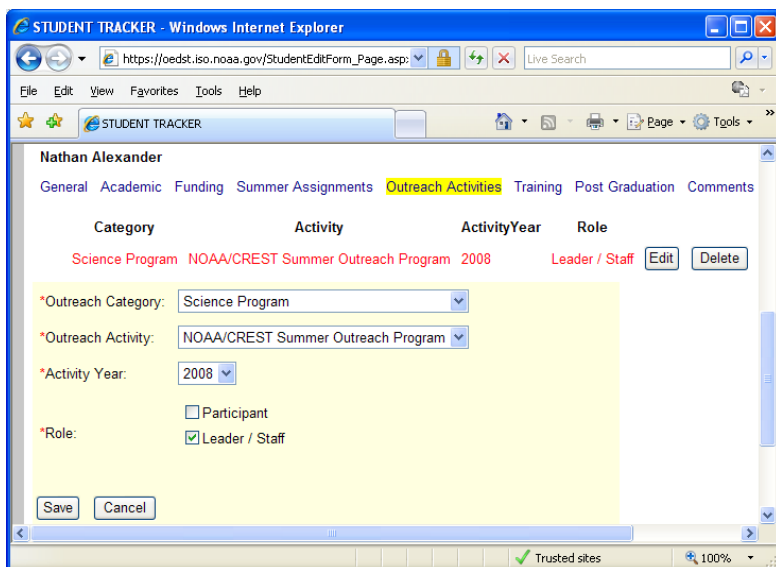 STUDENT TRACKER - Windows Internet Explorer
https://oedst.iso.noaa.gov/StudentEditForm_Page.asp:
Live Search
File Edit View Favorites Tools Help
STUDENT TRACKER
Page Tools »
Nathan Alexander
General Academic Funding Summer Assignments Outreach Activities Training Post Graduation Comments
Category Activity ActivityYear Role
Science Program NOAA/CREST Summer Outreach Program 2008 Leader / Staff Edit Delete
*Outreach Category: Science Program
*Outreach Activity: NOAA/CREST Summer Outreach Program
*Activity Year: 2008
Participant
*Role:
Leader / Staff
Save Cancel
Trusted sites 100%